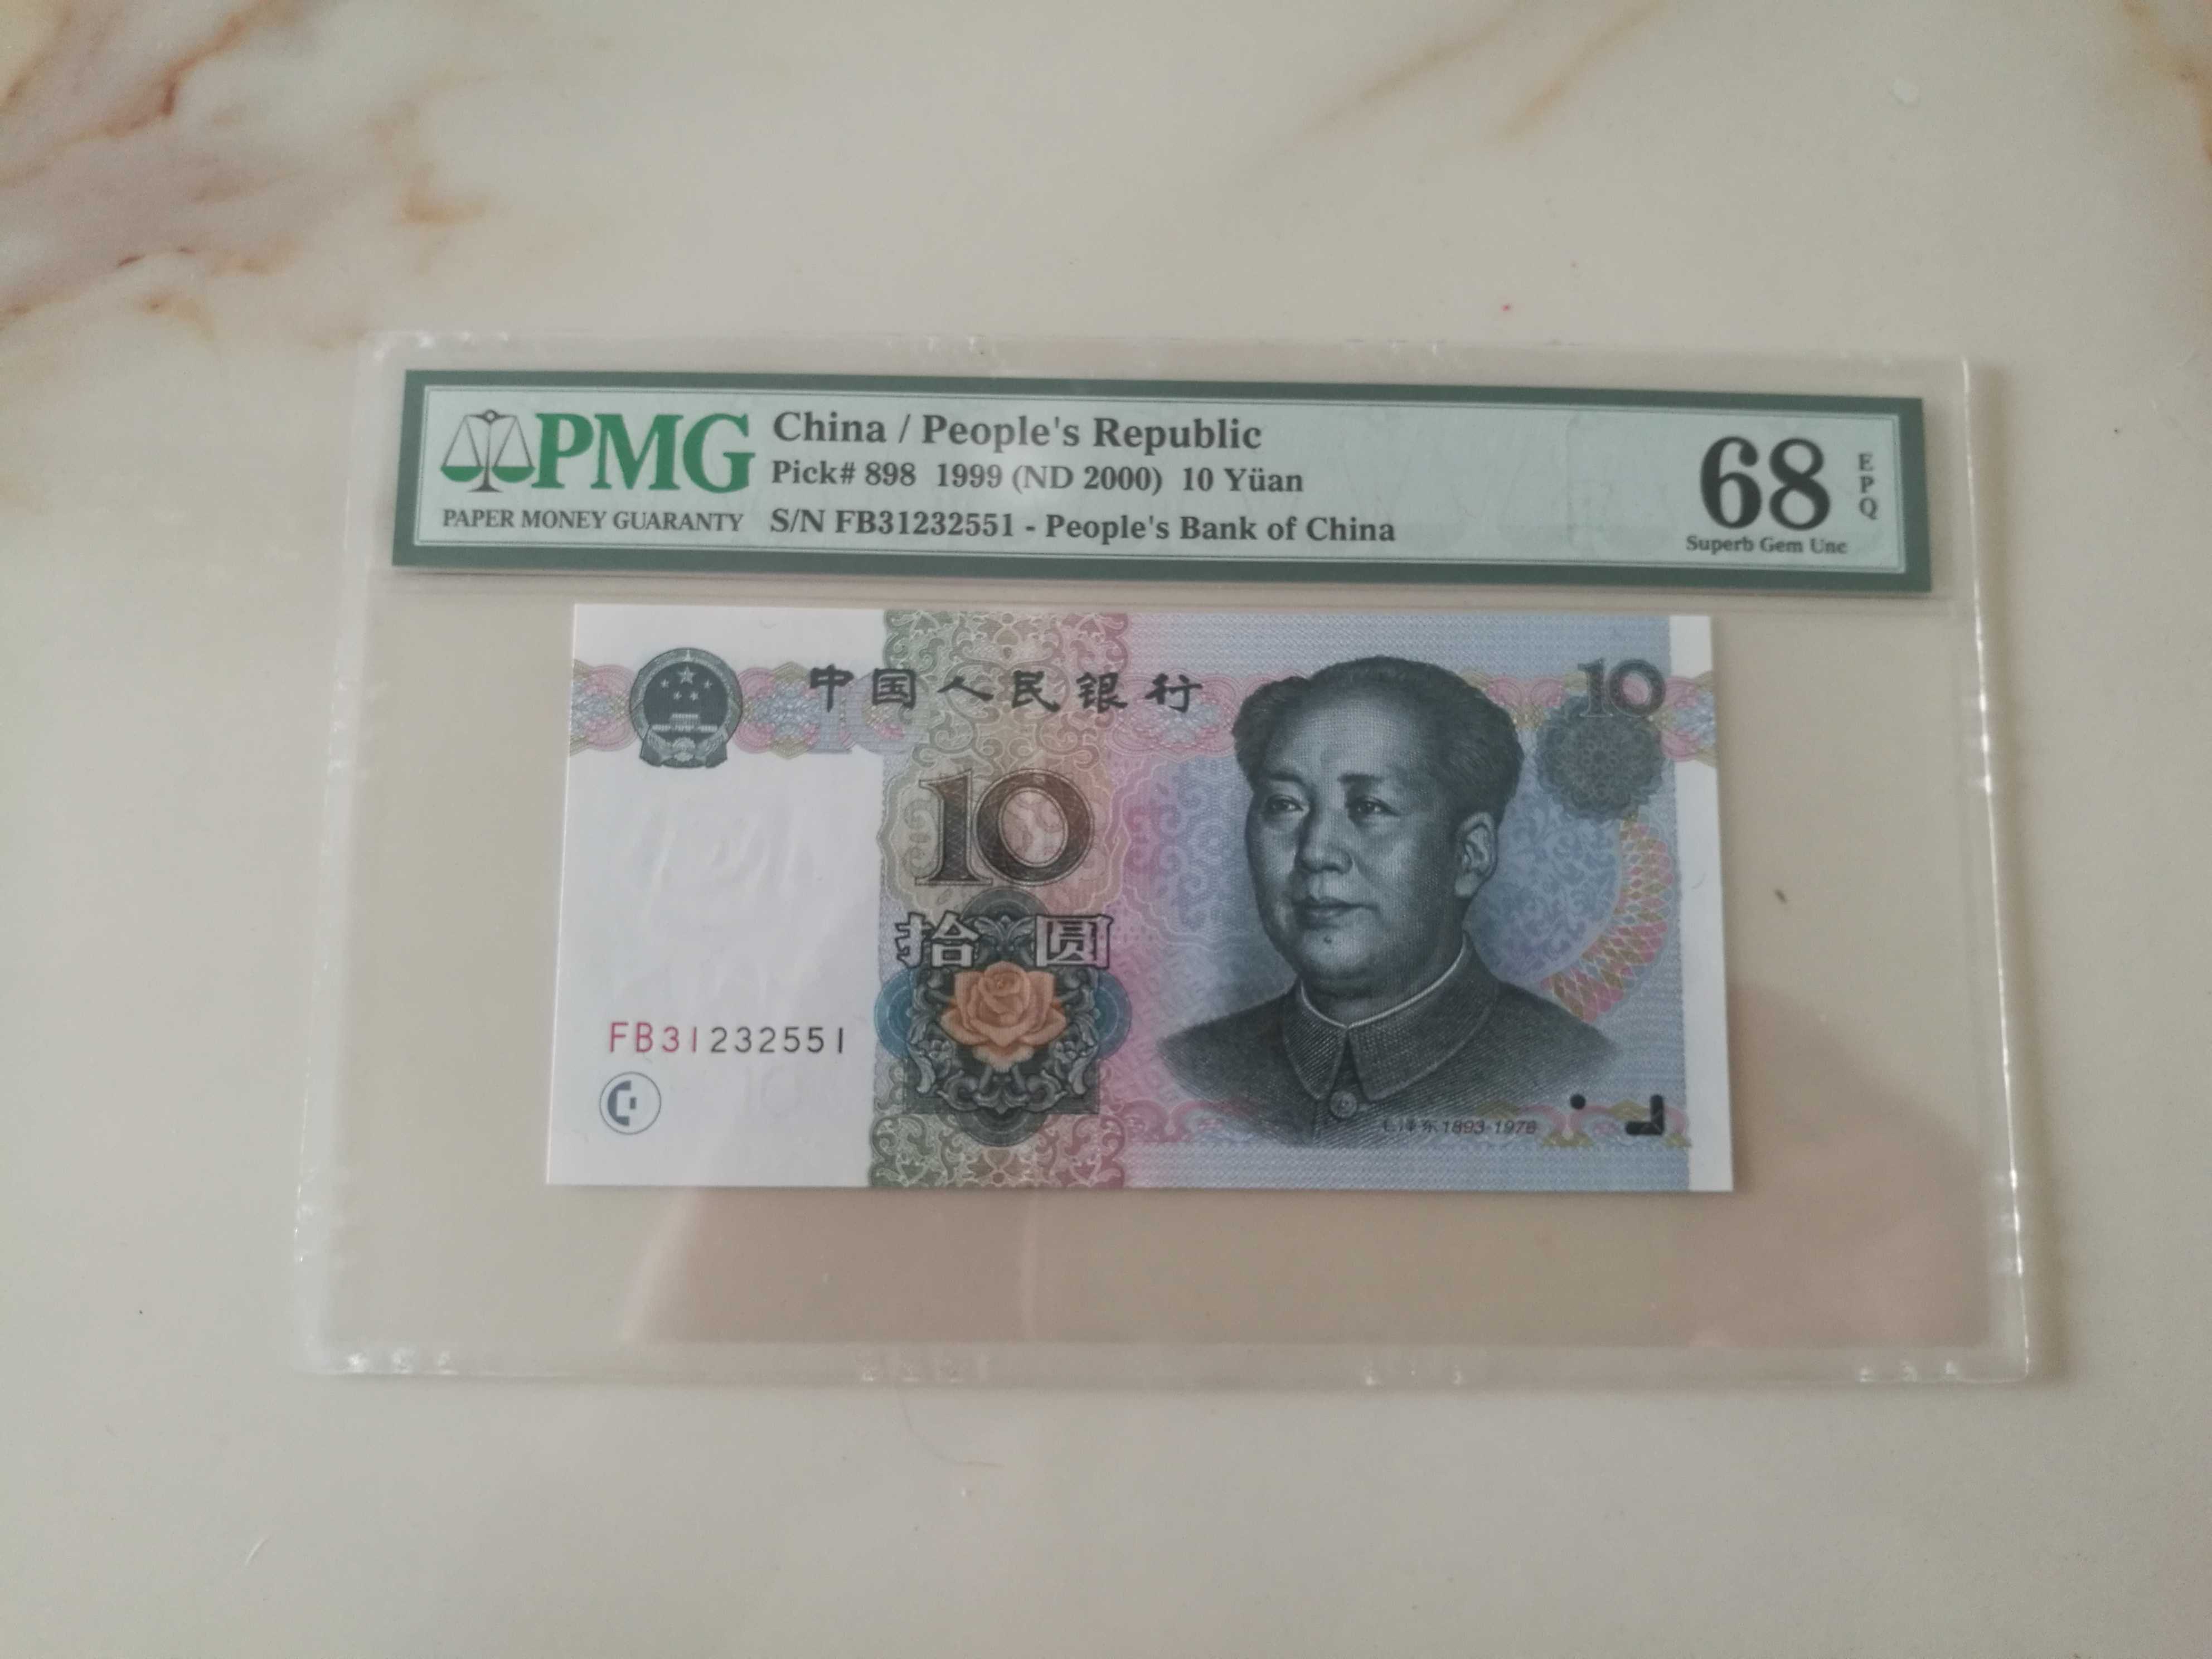 PMG
PAPER MONEY GUARANTY
China / People's Republic
Pick# 898 1999 (ND 2000) 10 Yüan
S/N FB31232551 - People's Bank of China
68
EPQ
Superb Gem Unc
中国人民银行
10
10
拾圆
FB31232551
毛泽东1893-1976